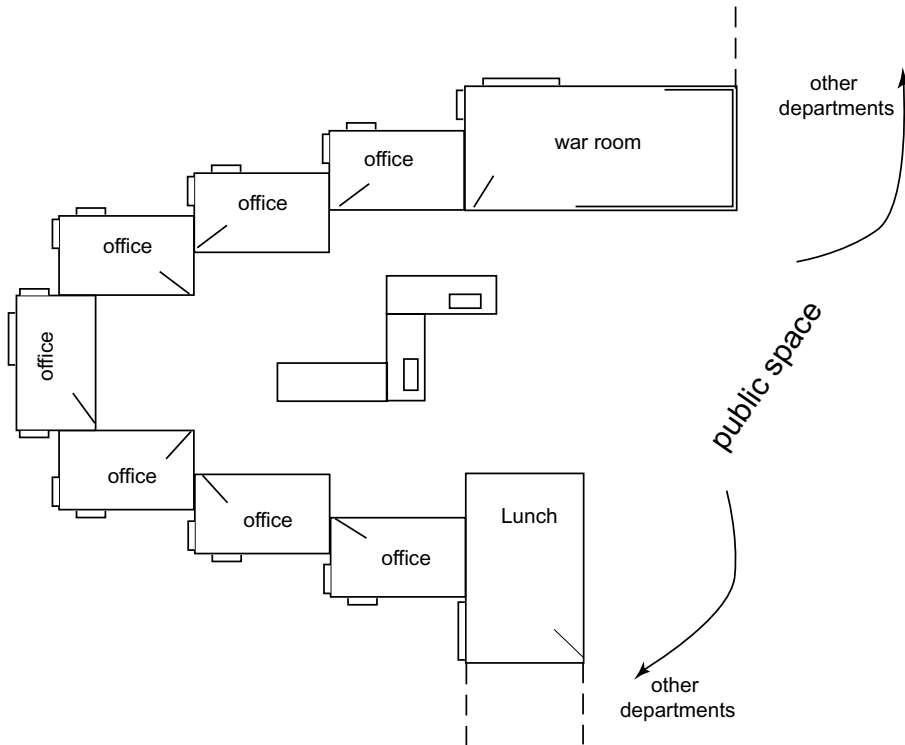 other
departments
war room
office
office
office
office
public space
office
office
office
Lunch
other
departments